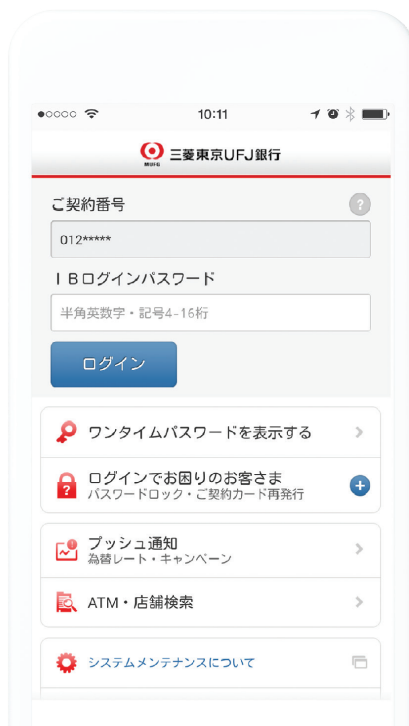 10:11
MUFG 三菱東京UFJ銀行
ご契約番号
?
012*****
IBログインパスワード
半角英数字・記号4-16桁
ログイン
ワンタイムパスワードを表示する
ログインでお困りのお客さま
パスワードロック・ご契約カード再発行
プッシュ通知
為替レート・キャンペーン
ATM・店舗検索
システムメンテナンスについて